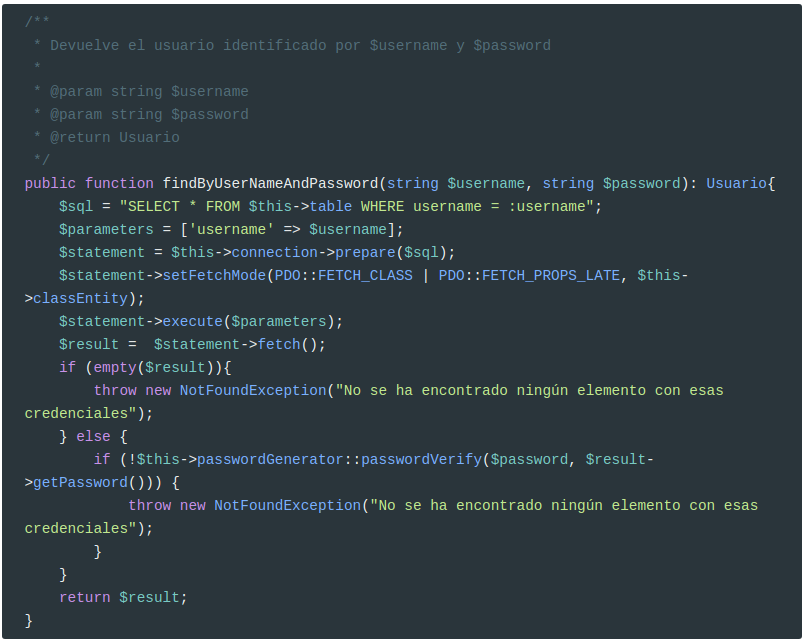 /**
 * Devuelve el usuario identificado por $username y $password
 *
 * @param string $username
 * @param string $password
 * @return Usuario
 */
public function findByUserNameAndPassword(string $username, string $password): Usuario{
    $sql = "SELECT * FROM $this->table WHERE username = :username";
    $parameters = ['username' => $username];
    $statement = $this->connection->prepare($sql);
    $statement->setFetchMode(PDO::FETCH_CLASS | PDO::FETCH_PROPS_LATE, $this-
>classEntity);
    $statement->execute($parameters);
    $result =  $statement->fetch();
    if (empty($result)){
        throw new NotFoundException("No se ha encontrado ningún elemento con esas
credenciales");
    } else {
        if (!$this->passwordGenerator::passwordVerify($password, $result-
>getPassword())) {
            throw new NotFoundException("No se ha encontrado ningún elemento con esas
credenciales");
        }
    }
    return $result;
}